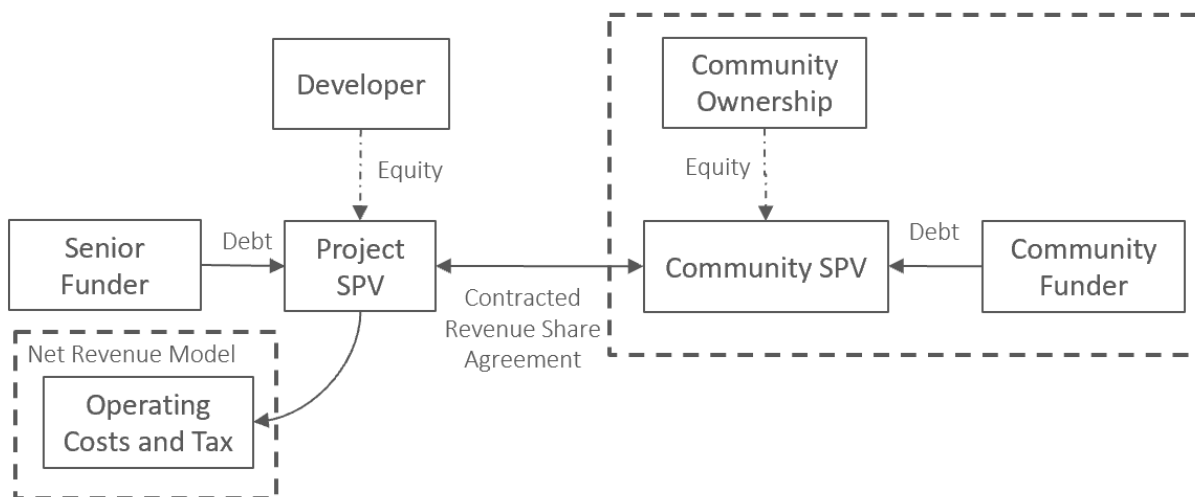 Developer
Community
Ownership
Equity
Equity
Senior
Funder
Debt
Project
SPV
Community SPV
Debt
Community
Funder
Contracted
Revenue Share
Agreement
Net Revenue Model
Operating
Costs and Tax